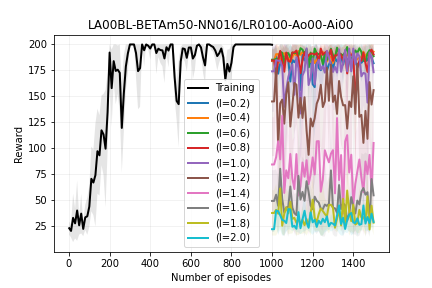 LA00BL-BETAm50-NN016/LR0100-Ao00-Ai00
200
175
150
125
100
75
50
25
Reward
Training
(l=0.2)
(l=0.4)
(l=0.6)
(l=0.8)
(l=1.0)
(l=1.2)
(l=1.4)
(l=1.6)
(l=1.8)
(l=2.0)
0 200 400 600 800 1000 1200 1400
Number of episodes